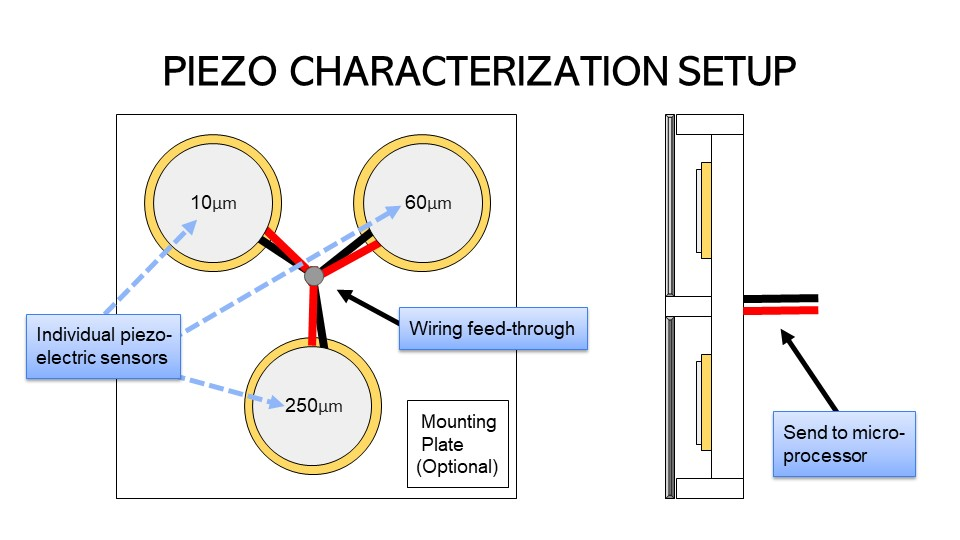 PIEZO CHARACTERIZATION SETUP
10μm
60μm
Individual piezo-
electric sensors
Wiring feed-through
250μm
Mounting
Plate
(Optional)
Send to micro-
processor